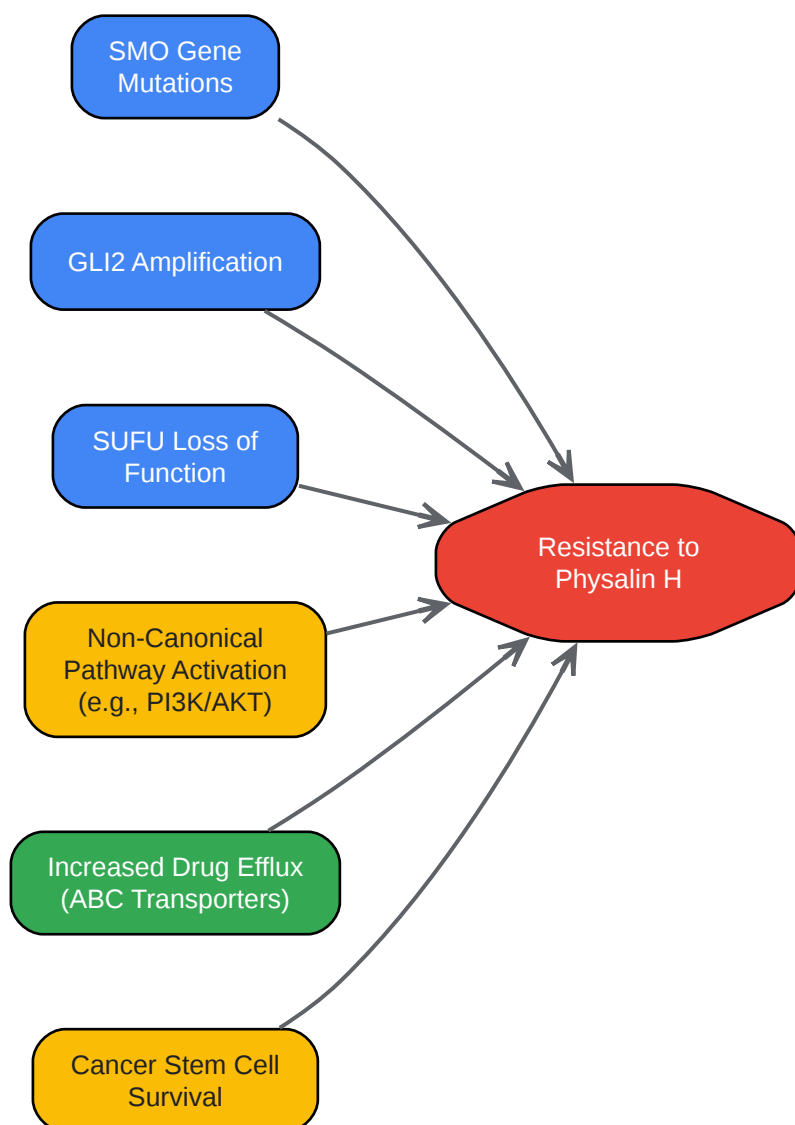 SMO Gene
Mutations
GLI2 Amplification
SUFU Loss of
Function
Resistance to
Physalin H
Non-Canonical
Pathway Activation
(e.g., PI3K/AKT)
Increased Drug Efflux
(ABC Transporters)
Cancer Stem Cell
Survival